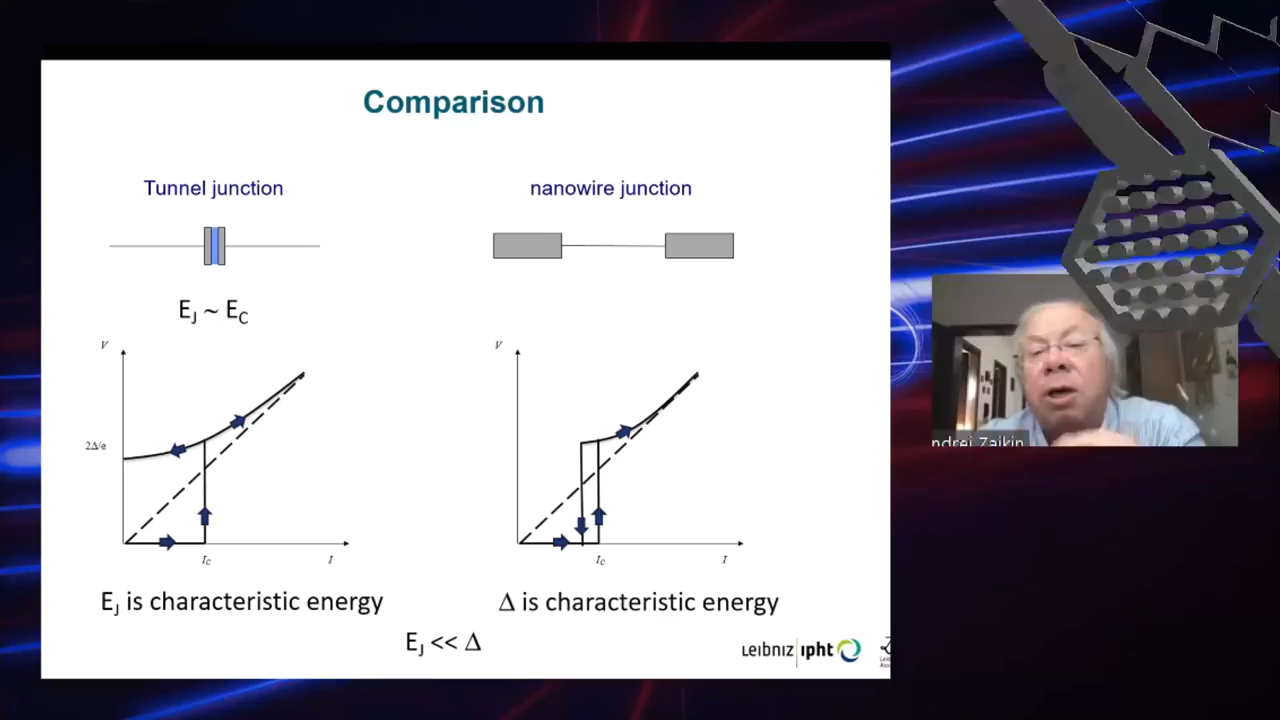 Comparison
Tunnel junction
nanowire junction
E_J ~ E_C
V
2Δ/e
I_C
I
V
I_C
I
E_J is characteristic energy
Δ is characteristic energy
E_J << Δ
Leibniz ipht
ndrei Zaikin